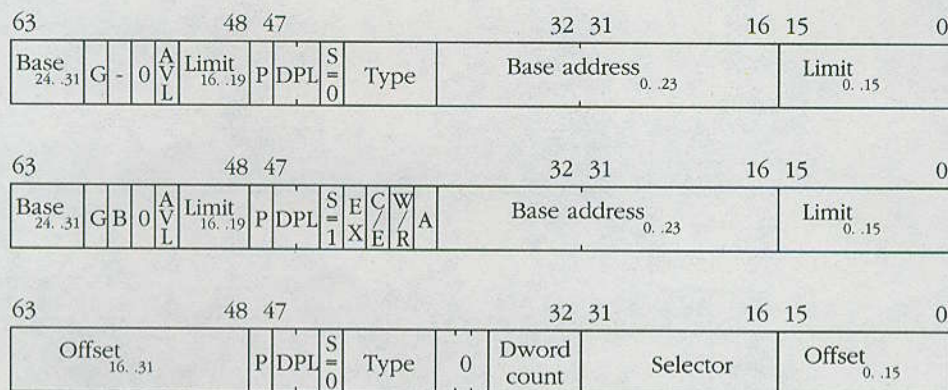 63 48 47 32 31 16 15 0
Base 24. .31 G - 0 AVL Limit 16. .19 P DPL S=0 Type Base address 0. .23 Limit 0. .15
63 48 47 32 31 16 15 0
Base 24. .31 G B 0 AVL Limit 16. .19 P DPL S=1 EX C/E W/R A Base address 0. .23 Limit 0. .15
63 48 47 32 31 16 15 0
Offset 16. .31 P DPL S=0 Type 0 Dword count Selector Offset 0. .15